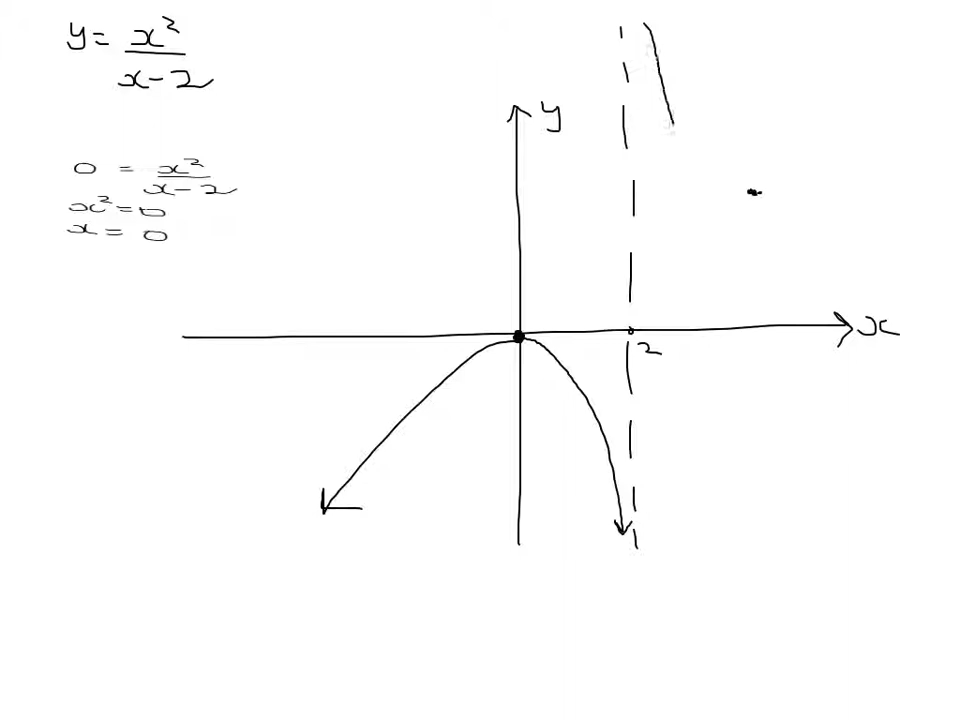 y = x²/(x-2)
0 = x²/(x-2)
x² = 0
x = 0
y
x
2